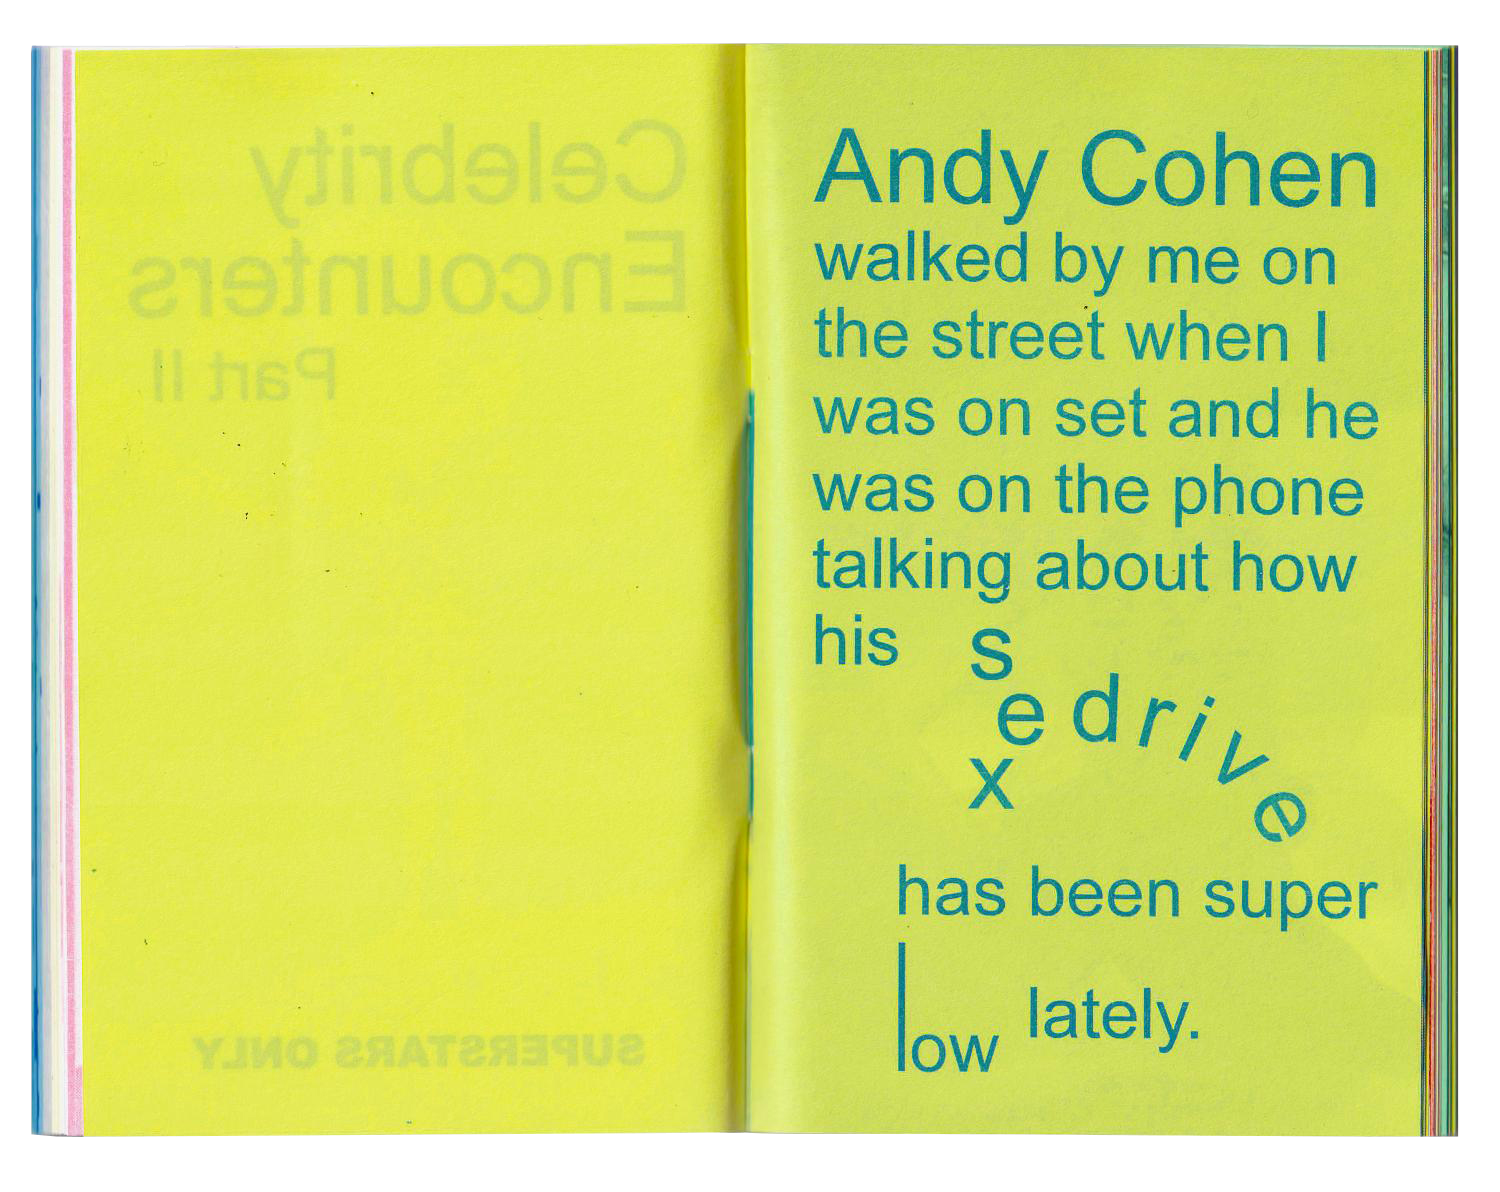 Celebrity
Encounters
Part II
SUPERSTARS ONLY
Andy Cohen
walked by me on
the street when I
was on set and he
was on the phone
talking about how
his sex drive
has been super
low lately.